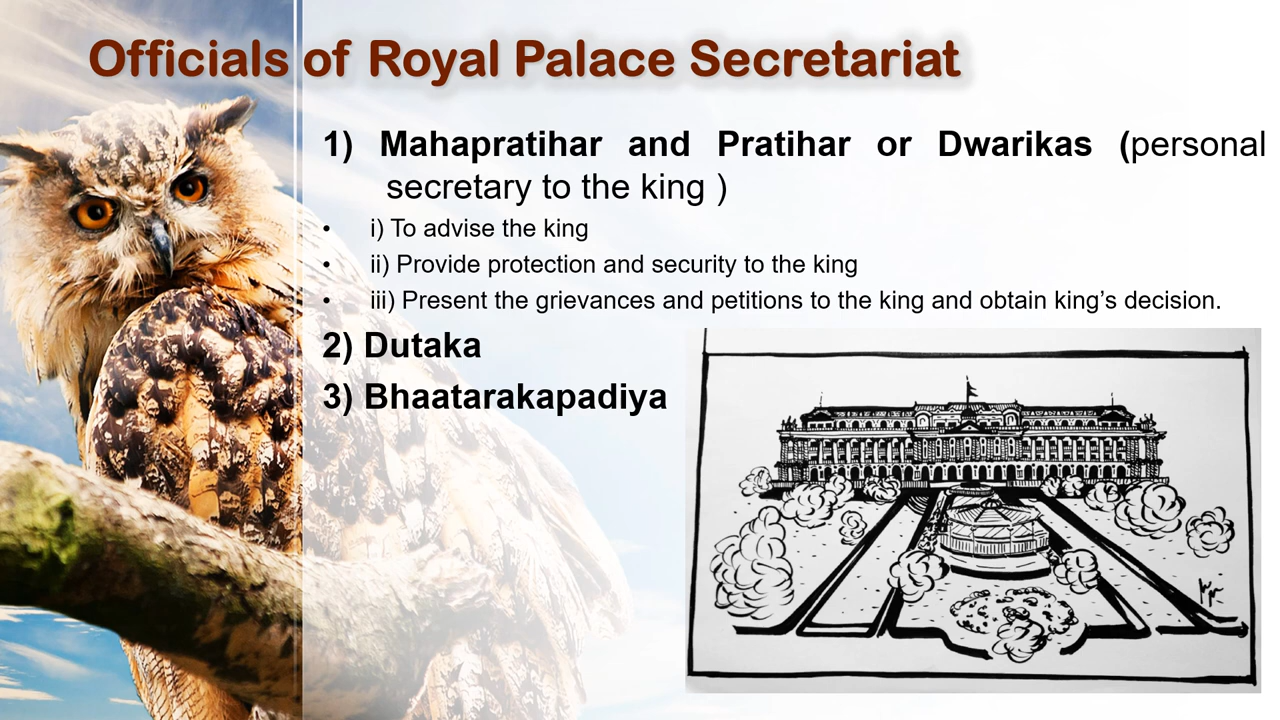 Officials of Royal Palace Secretariat
1) Mahapratihar and Pratihar or Dwarikas (personal
secretary to the king )
• i) To advise the king
• ii) Provide protection and security to the king
• iii) Present the grievances and petitions to the king and obtain king’s decision.
2) Dutaka
3) Bhaatarakapadiya